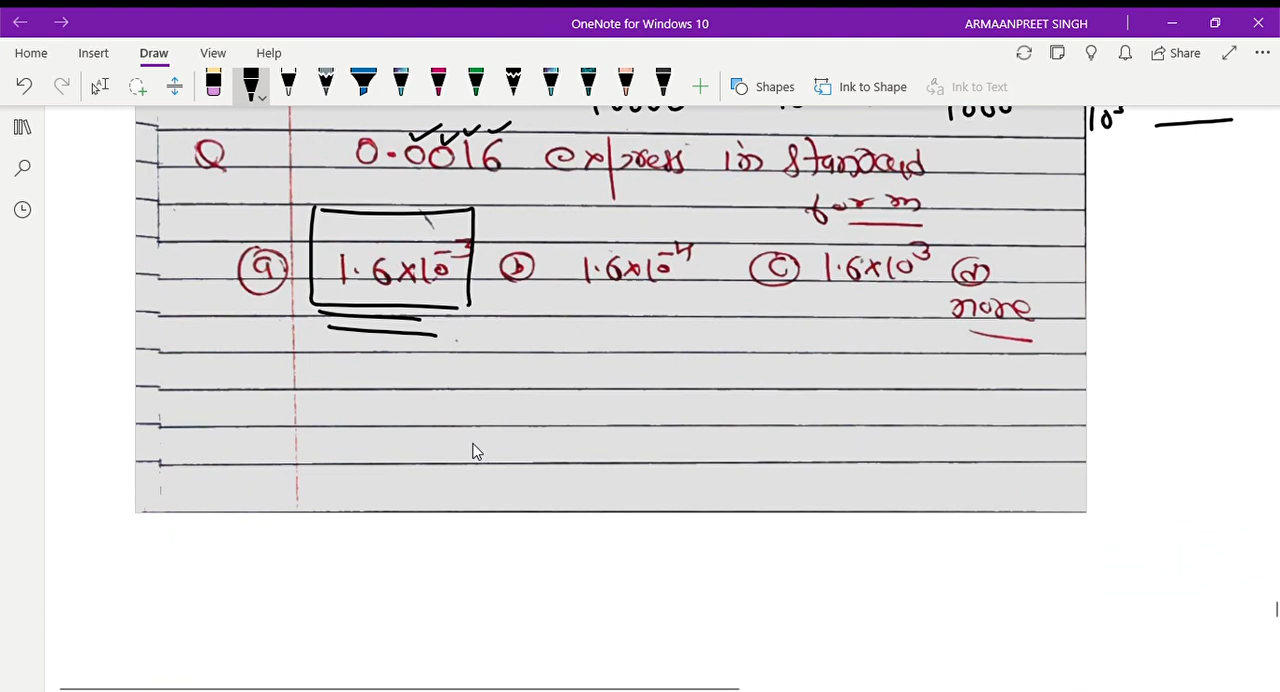 OneNote for Windows 10
ARMAANPREET SINGH
Home Insert Draw View Help
Share
Shapes Ink to Shape Ink to Text
Q 0.0016 express in standard
form
(a) 1.6×10⁻³ (b) 1.6×10⁻⁴ (c) 1.6×10³ (d)
none